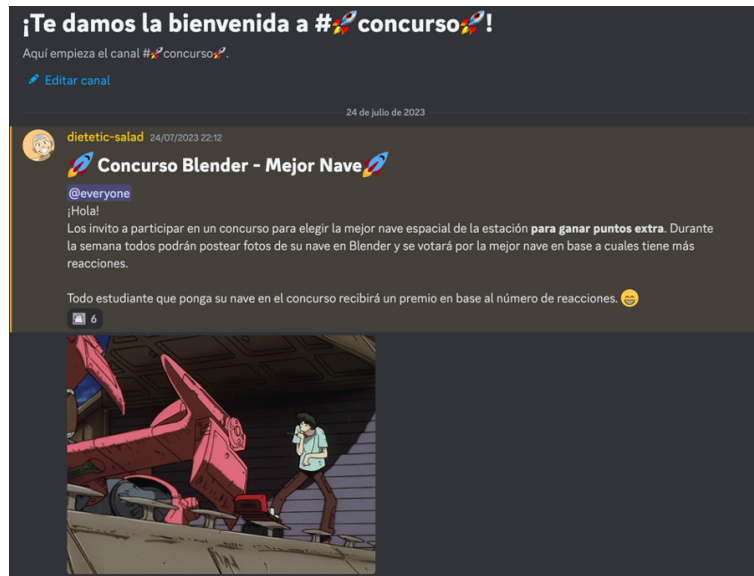 ¡Te damos la bienvenida a #🚀concurso🚀!
Aquí empieza el canal #🚀concurso🚀.
Editar canal
24 de julio de 2023
dietetic-salad 24/07/2023 22:12
🚀 Concurso Blender - Mejor Nave🚀
@everyone
¡Hola!
Los invito a participar en un concurso para elegir la mejor nave espacial de la estación para ganar puntos extra. Durante
la semana todos podrán postear fotos de su nave en Blender y se votará por la mejor nave en base a cuales tiene más
reacciones.
Todo estudiante que ponga su nave en el concurso recibirá un premio en base al número de reacciones. 😄
6